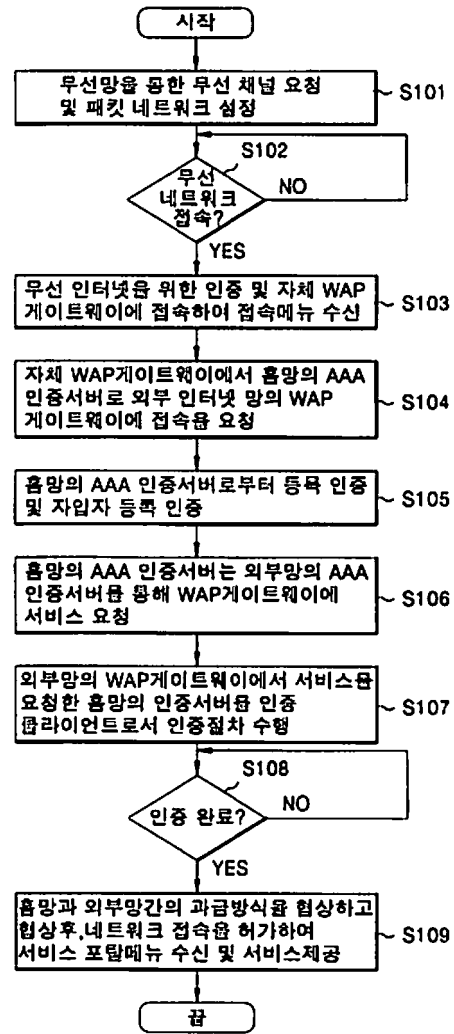 시작
무선망을 통한 무선 채널 요청
및 패킷 네트워크 설정
S101
S102
무선
네트워크
접속?
NO
YES
무선 인터넷을 위한 인증 및 자체 WAP
게이트웨이에 접속하여 접속메뉴 수신
S103
자체 WAP게이트웨이에서 홈망의 AAA
인증서버로 외부 인터넷 망의 WAP
게이트웨이에 접속을 요청
S104
홈망의 AAA 인증서버로부터 등록 인증
및 자입자 등록 인증
S105
홈망의 AAA 인증서버는 외부망의 AAA
인증서버를 통해 WAP게이트웨이에
서비스 요청
S106
외부망의 WAP게이트웨이에서 서비스를
요청한 홈망의 인증서버를 인증
클라이언트로서 인증절차 수행
S107
S108
인증 완료?
NO
YES
홈망과 외부망간의 과금방식을 협상하고
협상후,네트워크 접속을 허가하여
서비스 포탈메뉴 수신 및 서비스제공
S109
끝